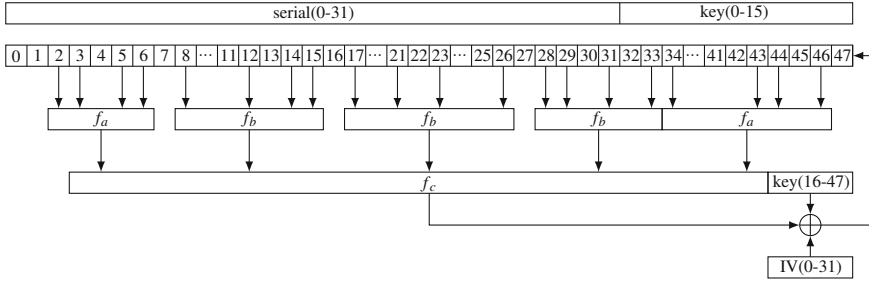 serial(0-31) key(0-15)
0 1 2 3 4 5 6 7 8 ··· 11 12 13 14 15 16 17 ··· 21 22 23 ··· 25 26 27 28 29 30 31 32 33 34 ··· 41 42 43 44 45 46 47
fa fb fb fb fa
fc key(16-47)
IV(0-31)